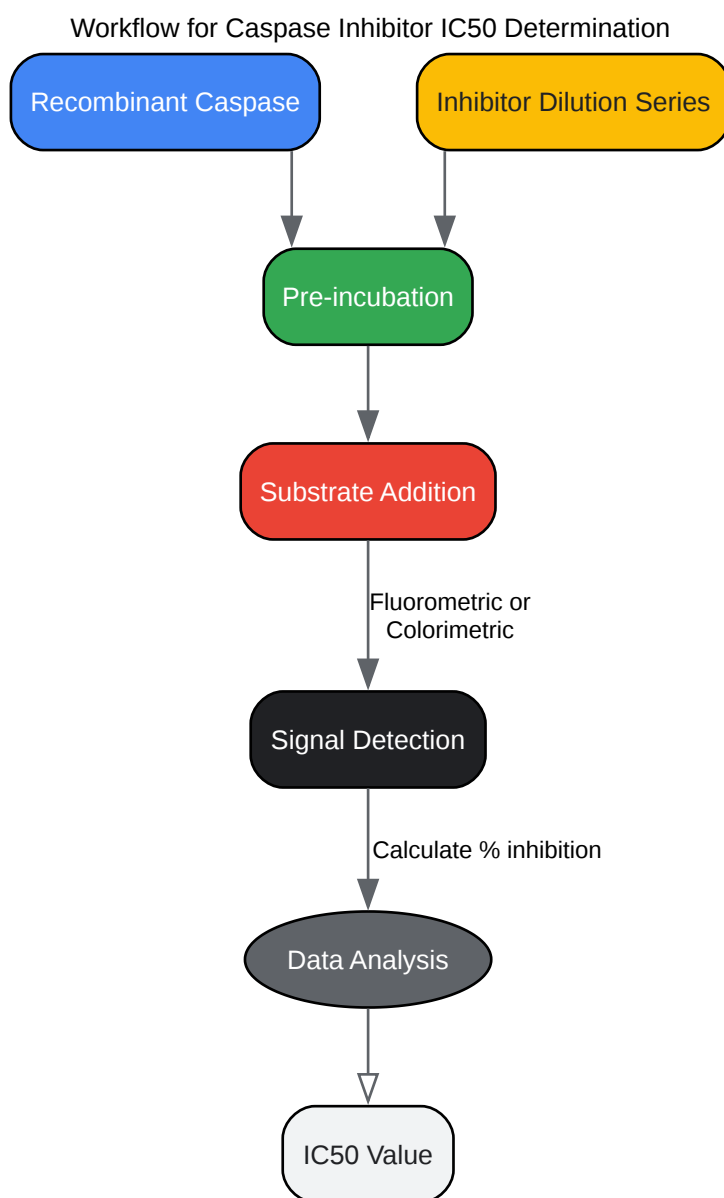 Workflow for Caspase Inhibitor IC50 Determination
Recombinant Caspase
Inhibitor Dilution Series
Pre-incubation
Substrate Addition
Fluorometric or
Colorimetric
Signal Detection
Calculate % inhibition
Data Analysis
IC50 Value